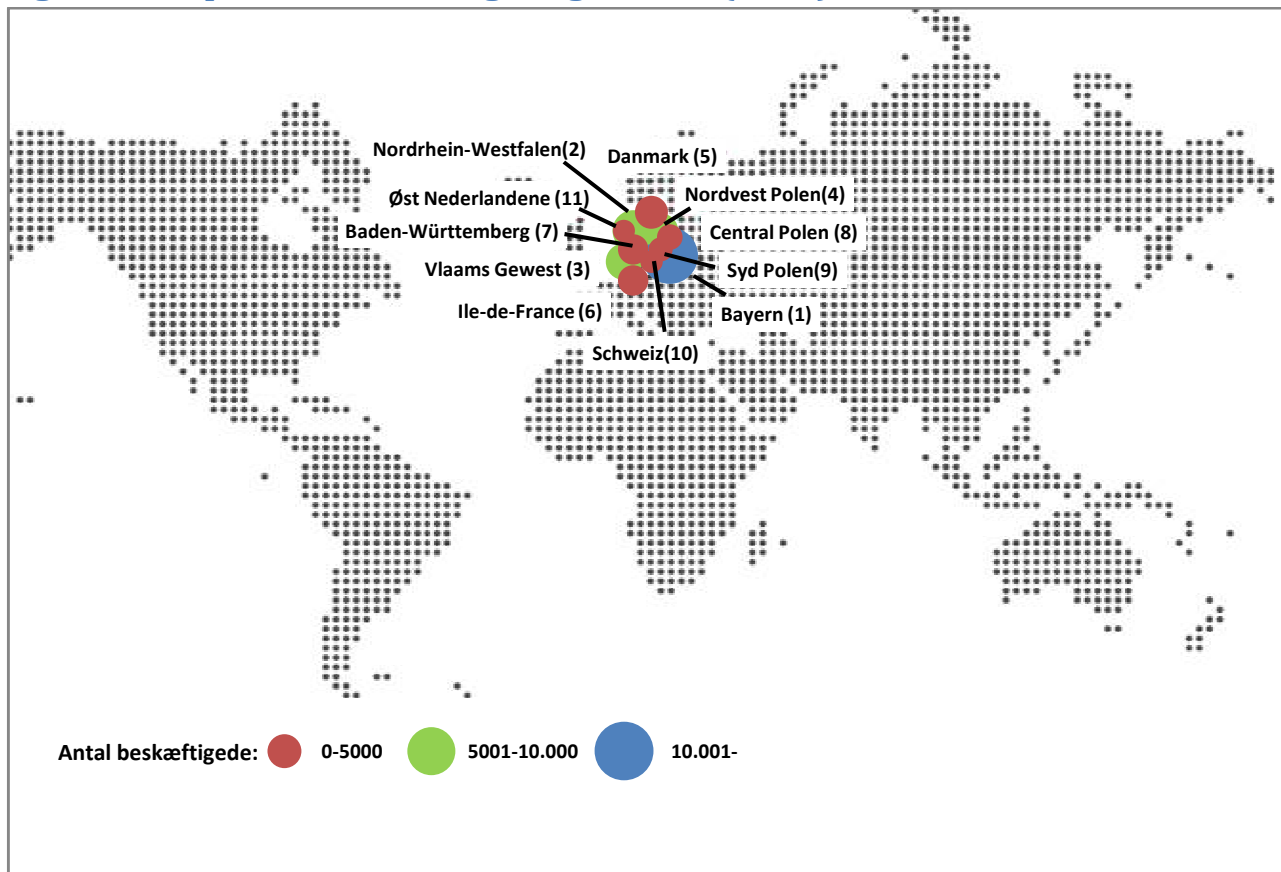 Nordrhein-Westfalen(2)
Danmark (5)
Øst Nederlandene (11)
Nordvest Polen(4)
Baden-Württemberg (7)
Central Polen (8)
Vlaams Gewest (3)
Syd Polen(9)
Ile-de-France (6)
Bayern (1)
Schweiz(10)
Antal beskæftigede: 0-5000 5001-10.000 10.001-